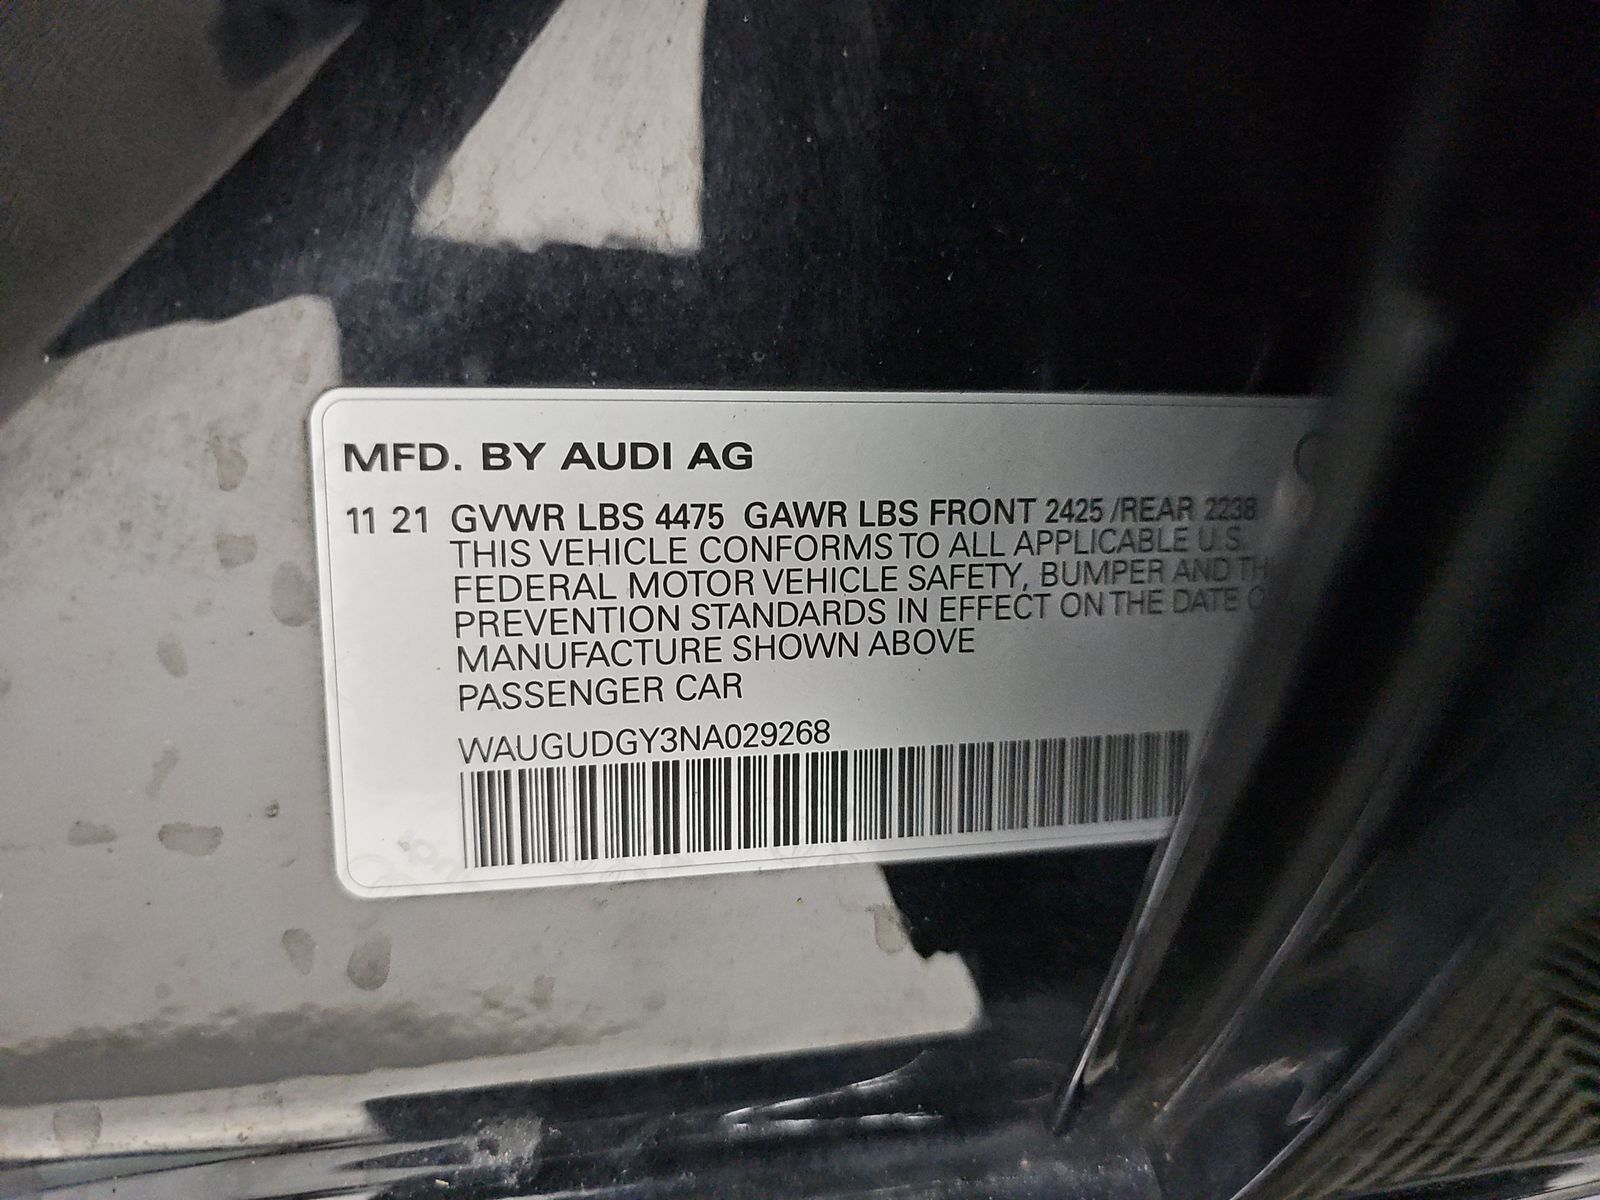 MFD. BY AUDI AG
11 21 GVWR LBS 4475 GAWR LBS FRONT 2425 /REAR 2238
THIS VEHICLE CONFORMS TO ALL APPLICABLE U.S.
FEDERAL MOTOR VEHICLE SAFETY, BUMPER AND TH
PREVENTION STANDARDS IN EFFECT ON THE DATE O
MANUFACTURE SHOWN ABOVE
PASSENGER CAR
WAUGUDGY3NA029268